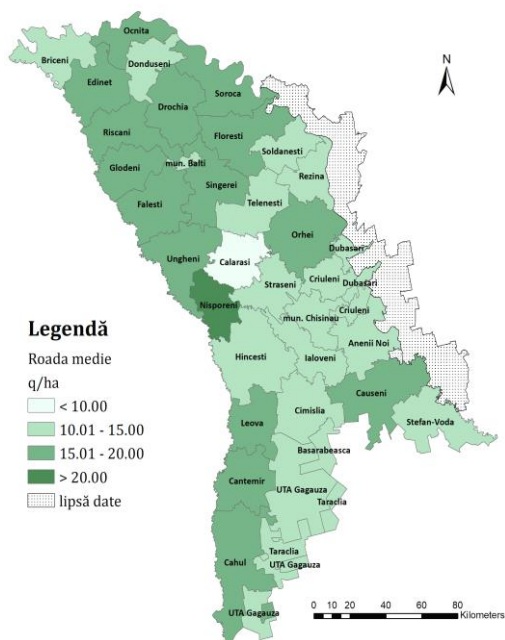 Ocnita
Briceni
Donduseni
N
Edinet
Soroca
Drochia
Riscani
Floresti
Soldanesti
mun. Balti
Glodeni
Rezina
Singerei
Falesti
Telenesti
Orhei
Dubasari
Ungheni
Calarasi
Criuleni
Straseni
Dubasari
Nisporeni
Criuleni
mun. Chisinau
Anenii Noi
Legendă
Hincesti
Ialoveni
Roada medie
q/ha
Causeni
< 10.00
Cimislia
10.01 - 15.00
Leova
Stefan-Voda
15.01 - 20.00
Basarabeasca
> 20.00
Cantemir
UTA Gagauza
lipsă date
Taraclia
Taraclia
Cahul
UTA Gagauza
UTA Gagauza
0 10 20 40 60 80
Kilometers